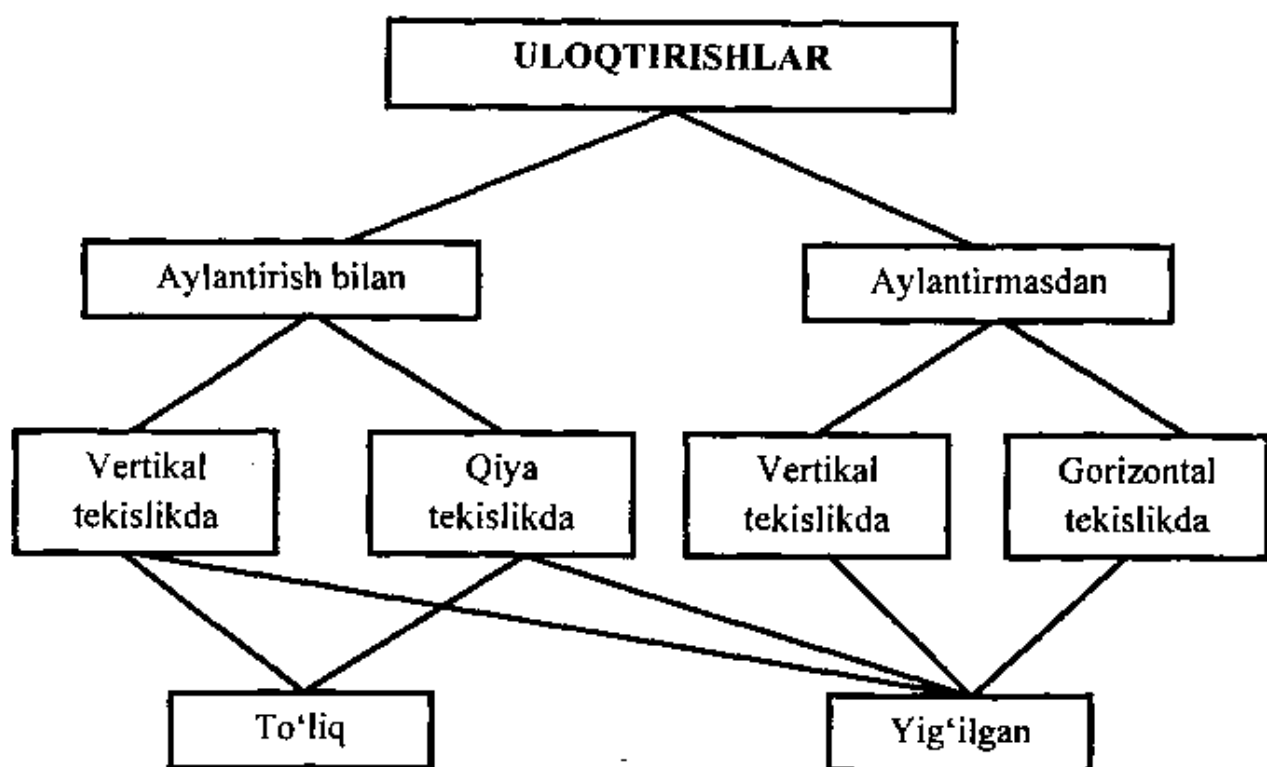 ULOQTIRISHLAR
Aylantirish bilan
Aylantirmasdan
Vertikal
tekislikda
Qiya
tekislikda
Vertikal
tekislikda
Gorizontal
tekislikda
To‘liq
Yig‘ilgan